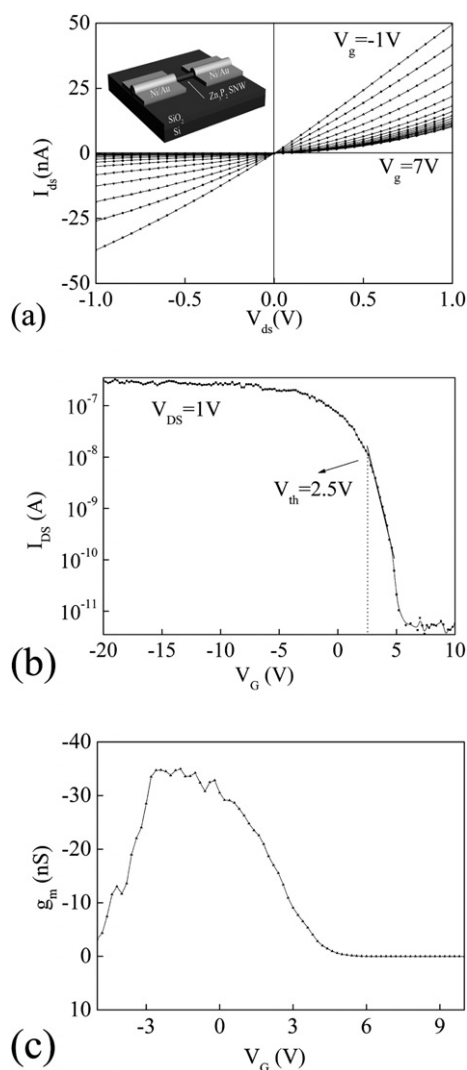 50
25
0
-25
-50
I_ds(nA)
V_g=-1V
V_g=7V
Ni/Au
Ni/Au
Zn₃P₂ SNW
SiO₂
Si
-1.0 -0.5 0.0 0.5 1.0
V_ds(V)
(a)
10⁻⁷
10⁻⁸
10⁻⁹
10⁻¹⁰
10⁻¹¹
I_DS (A)
V_DS=1V
V_th=2.5V
-20 -15 -10 -5 0 5 10
V_G (V)
(b)
-40
-30
-20
-10
0
10
g_m (nS)
-3 0 3 6 9
V_G (V)
(c)